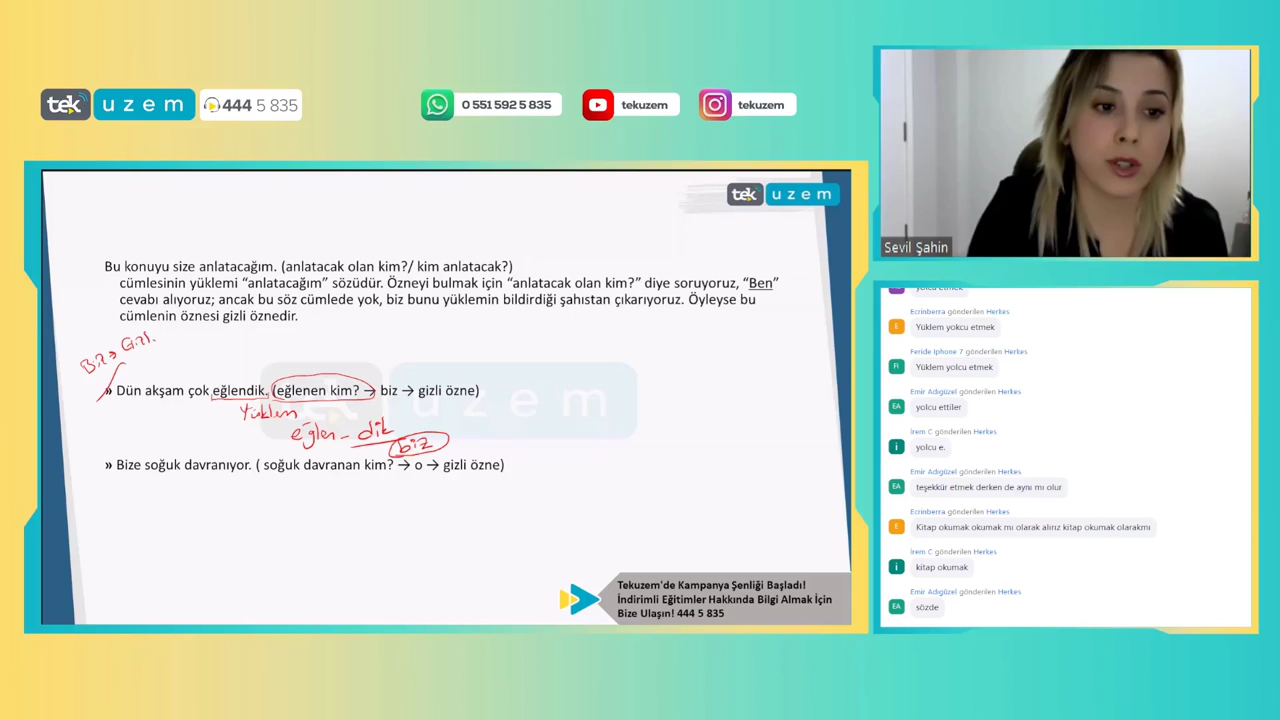 tek uzem 444 5 835
0 551 592 5 835
tekuzem
tekuzem
tek uzem
Bu konuyu size anlatacağım. (anlatacak olan kim?/ kim anlatacak?)
cümlesinin yüklemi “anlatacağım” sözüdür. Özneyi bulmak için “anlatacak olan kim?” diye soruyoruz, “Ben”
cevabı alıyoruz; ancak bu söz cümlede yok, biz bunu yüklemin bildirdiği şahıstan çıkarıyoruz. Öyleyse bu
cümlenin öznesi gizli öznedir.
Biz → Gizl.
» Dün akşam çok eğlendik. (eğlenen kim? → biz → gizli özne)
Yüklem
eğlen - dik
biz
» Bize soğuk davranıyor. ( soğuk davranan kim? → o → gizli özne)
tek uzem
Tekuzem'de Kampanya Şenliği Başladı!
İndirimli Eğitimler Hakkında Bilgi Almak İçin
Bize Ulaşın! 444 5 835
Sevil Şahin
yolcu etmek
Ecrinberra gönderilen Herkes
E Yüklem yokcu etmek
Feride Iphone 7 gönderilen Herkes
FI Yüklem yolcu etmek
Emir Adıgüzel gönderilen Herkes
EA yolcu ettiler
İrem C gönderilen Herkes
i yolcu e.
Emir Adıgüzel gönderilen Herkes
EA teşekkür etmek derken de aynı mı olur
Ecrinberra gönderilen Herkes
E Kitap okumak okumak mı olarak alırız kitap okumak olarakmı
İrem C gönderilen Herkes
i kitap okumak
Emir Adıgüzel gönderilen Herkes
EA sözde